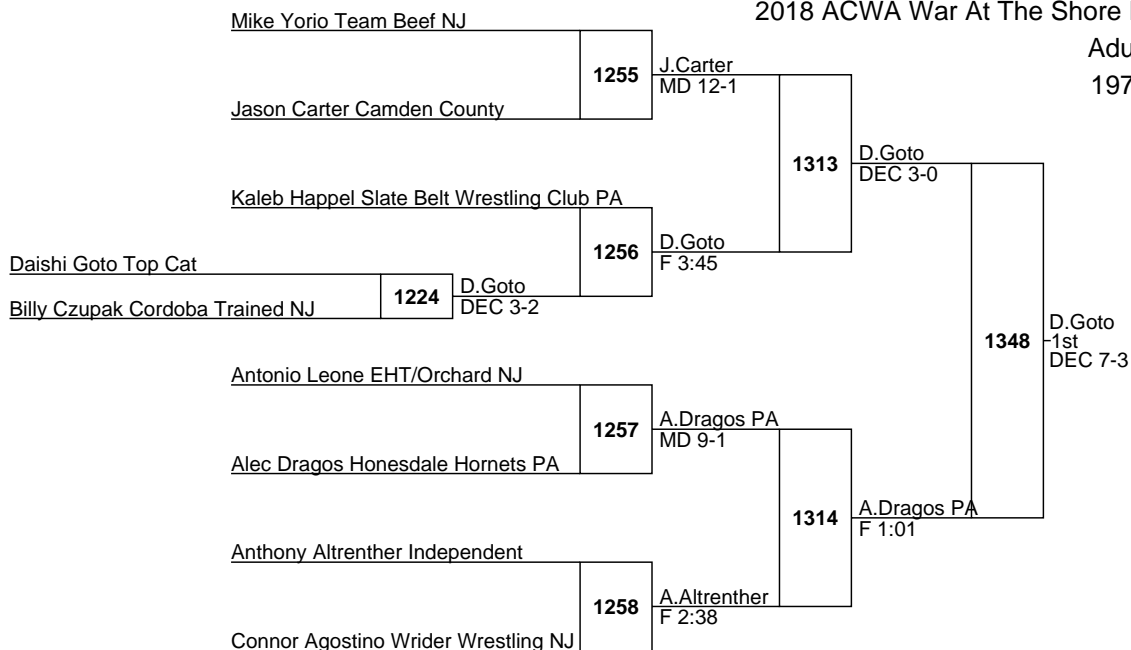 2018 ACWA War At The Shore
Adu
197
Mike Yorio Team Beef NJ
1255
J.Carter
MD 12-1
Jason Carter Camden County
1313
D.Goto
DEC 3-0
Kaleb Happel Slate Belt Wrestling Club PA
1256
D.Goto
F 3:45
Daishi Goto Top Cat
1224
D.Goto
DEC 3-2
Billy Czupak Cordoba Trained NJ
1348
D.Goto
1st
DEC 7-3
Antonio Leone EHT/Orchard NJ
1257
A.Dragos PA
MD 9-1
Alec Dragos Honesdale Hornets PA
1314
A.Dragos PA
F 1:01
Anthony Altrenther Independent
1258
A.Altrenther
F 2:38
Connor Agostino Wrider Wrestling NJ